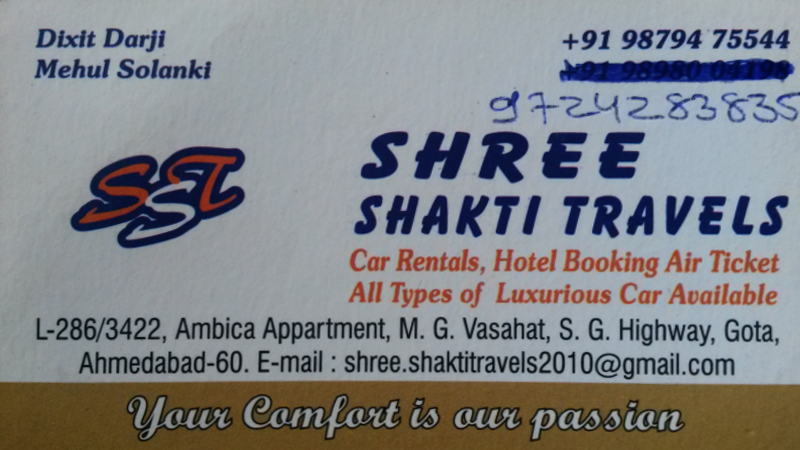 Dixit Darji
Mehul Solanki
+91 98794 75544
9724283835
SST
SHREE
SHAKTI TRAVELS
Car Rentals, Hotel Booking Air Ticket
All Types of Luxurious Car Available
L-286/3422, Ambica Appartment, M. G. Vasahat, S. G. Highway, Gota,
Ahmedabad-60. E-mail : shree.shaktitravels2010@gmail.com
Your Comfort is our passion